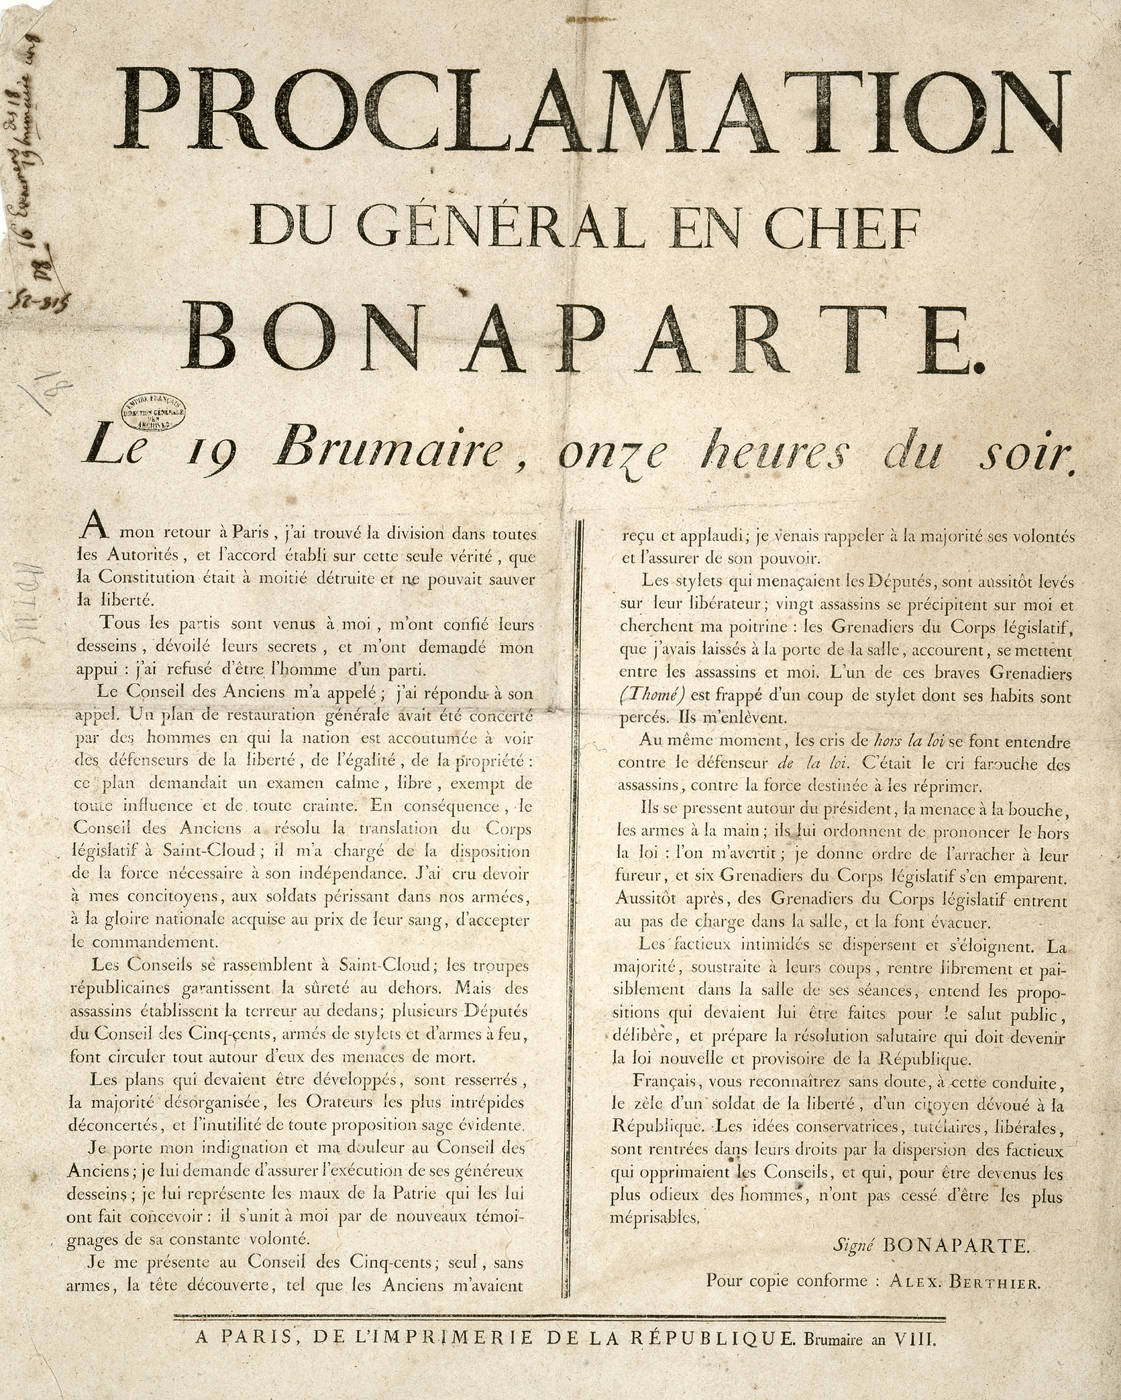 PROCLAMATION
DU GÉNÉRAL EN CHEF
BONAPARTE.
EMPIRE FRANÇAIS
DIRECTION GÉNÉRALE
DES
ARCHIVES
Le 19 Brumaire, onze heures du soir.
A mon retour à Paris, j'ai trouvé la division dans toutes
les Autorités, et l'accord établi sur cette seule vérité, que
la Constitution était à moitié détruite et ne pouvait sauver
la liberté.
Tous les partis sont venus à moi, m'ont confié leurs
desseins, dévoilé leurs secrets, et m'ont demandé mon
appui : j'ai refusé d'être l'homme d'un parti.
Le Conseil des Anciens m'a appelé; j'ai répondu à son
appel. Un plan de restauration générale avait été concerté
par des hommes en qui la nation est accoutumée à voir
des défenseurs de la liberté, de l'égalité, de la propriété :
ce plan demandait un examen calme, libre, exempt de
toute influence et de toute crainte. En conséquence, le
Conseil des Anciens a résolu la translation du Corps
législatif à Saint-Cloud; il m'a chargé de la disposition
de la force nécessaire à son indépendance. J'ai cru devoir
à mes concitoyens, aux soldats périssant dans nos armées,
à la gloire nationale acquise au prix de leur sang, d'accepter
le commandement.
Les Conseils se rassemblent à Saint-Cloud; les troupes
républicaines garantissent la sûreté au dehors. Mais des
assassins établissent la terreur au dedans; plusieurs Députés
du Conseil des Cinq-cents, armés de stylets et d'armes à feu,
font circuler tout autour d'eux des menaces de mort.
Les plans qui devaient être développés, sont resserrés,
la majorité désorganisée, les Orateurs les plus intrépides
déconcertés, et l'inutilité de toute proposition sage évidente.
Je porte mon indignation et ma douleur au Conseil des
Anciens; je lui demande d'assurer l'exécution de ses généreux
desseins; je lui représente les maux de la Patrie qui les lui
ont fait concevoir : il s'unit à moi par de nouveaux témoi-
gnages de sa constante volonté.
Je me présente au Conseil des Cinq-cents; seul, sans
armes, la tête découverte, tel que les Anciens m'avaient
reçu et applaudi; je venais rappeler à la majorité ses volontés
et l'assurer de son pouvoir.
Les stylets qui menaçaient les Députés, sont aussitôt levés
sur leur libérateur; vingt assassins se précipitent sur moi et
cherchent ma poitrine : les Grenadiers du Corps législatif,
que j'avais laissés à la porte de la salle, accourent, se mettent
entre les assassins et moi. L'un de ces braves Grenadiers
(Thomé) est frappé d'un coup de stylet dont ses habits sont
percés. Ils m'enlèvent.
Au même moment, les cris de hors la loi se font entendre
contre le défenseur de la loi. C'était le cri farouche des
assassins, contre la force destinée à les réprimer.
Ils se pressent autour du président, la menace à la bouche,
les armes à la main; ils lui ordonnent de prononcer le hors
la loi : l'on m'avertit; je donne ordre de l'arracher à leur
fureur, et six Grenadiers du Corps législatif s'en emparent.
Aussitôt après, des Grenadiers du Corps législatif entrent
au pas de charge dans la salle, et la font évacuer.
Les factieux intimidés se dispersent et s'éloignent. La
majorité, soustraite à leurs coups, rentre librement et pai-
siblement dans la salle de ses séances, entend les propo-
sitions qui devaient lui être faites pour le salut public,
délibère, et prépare la résolution salutaire qui doit devenir
la loi nouvelle et provisoire de la République.
Français, vous reconnaîtrez sans doute, à cette conduite,
le zèle d'un soldat de la liberté, d'un citoyen dévoué à la
République. Les idées conservatrices, tutélaires, libérales,
sont rentrées dans leurs droits par la dispersion des factieux
qui opprimaient les Conseils, et qui, pour être devenus les
plus odieux des hommes, n'ont pas cessé d'être les plus
méprisables.
Signé BONAPARTE.
Pour copie conforme : ALEX. BERTHIER.
A PARIS, DE L'IMPRIMERIE DE LA RÉPUBLIQUE. Brumaire an VIII.